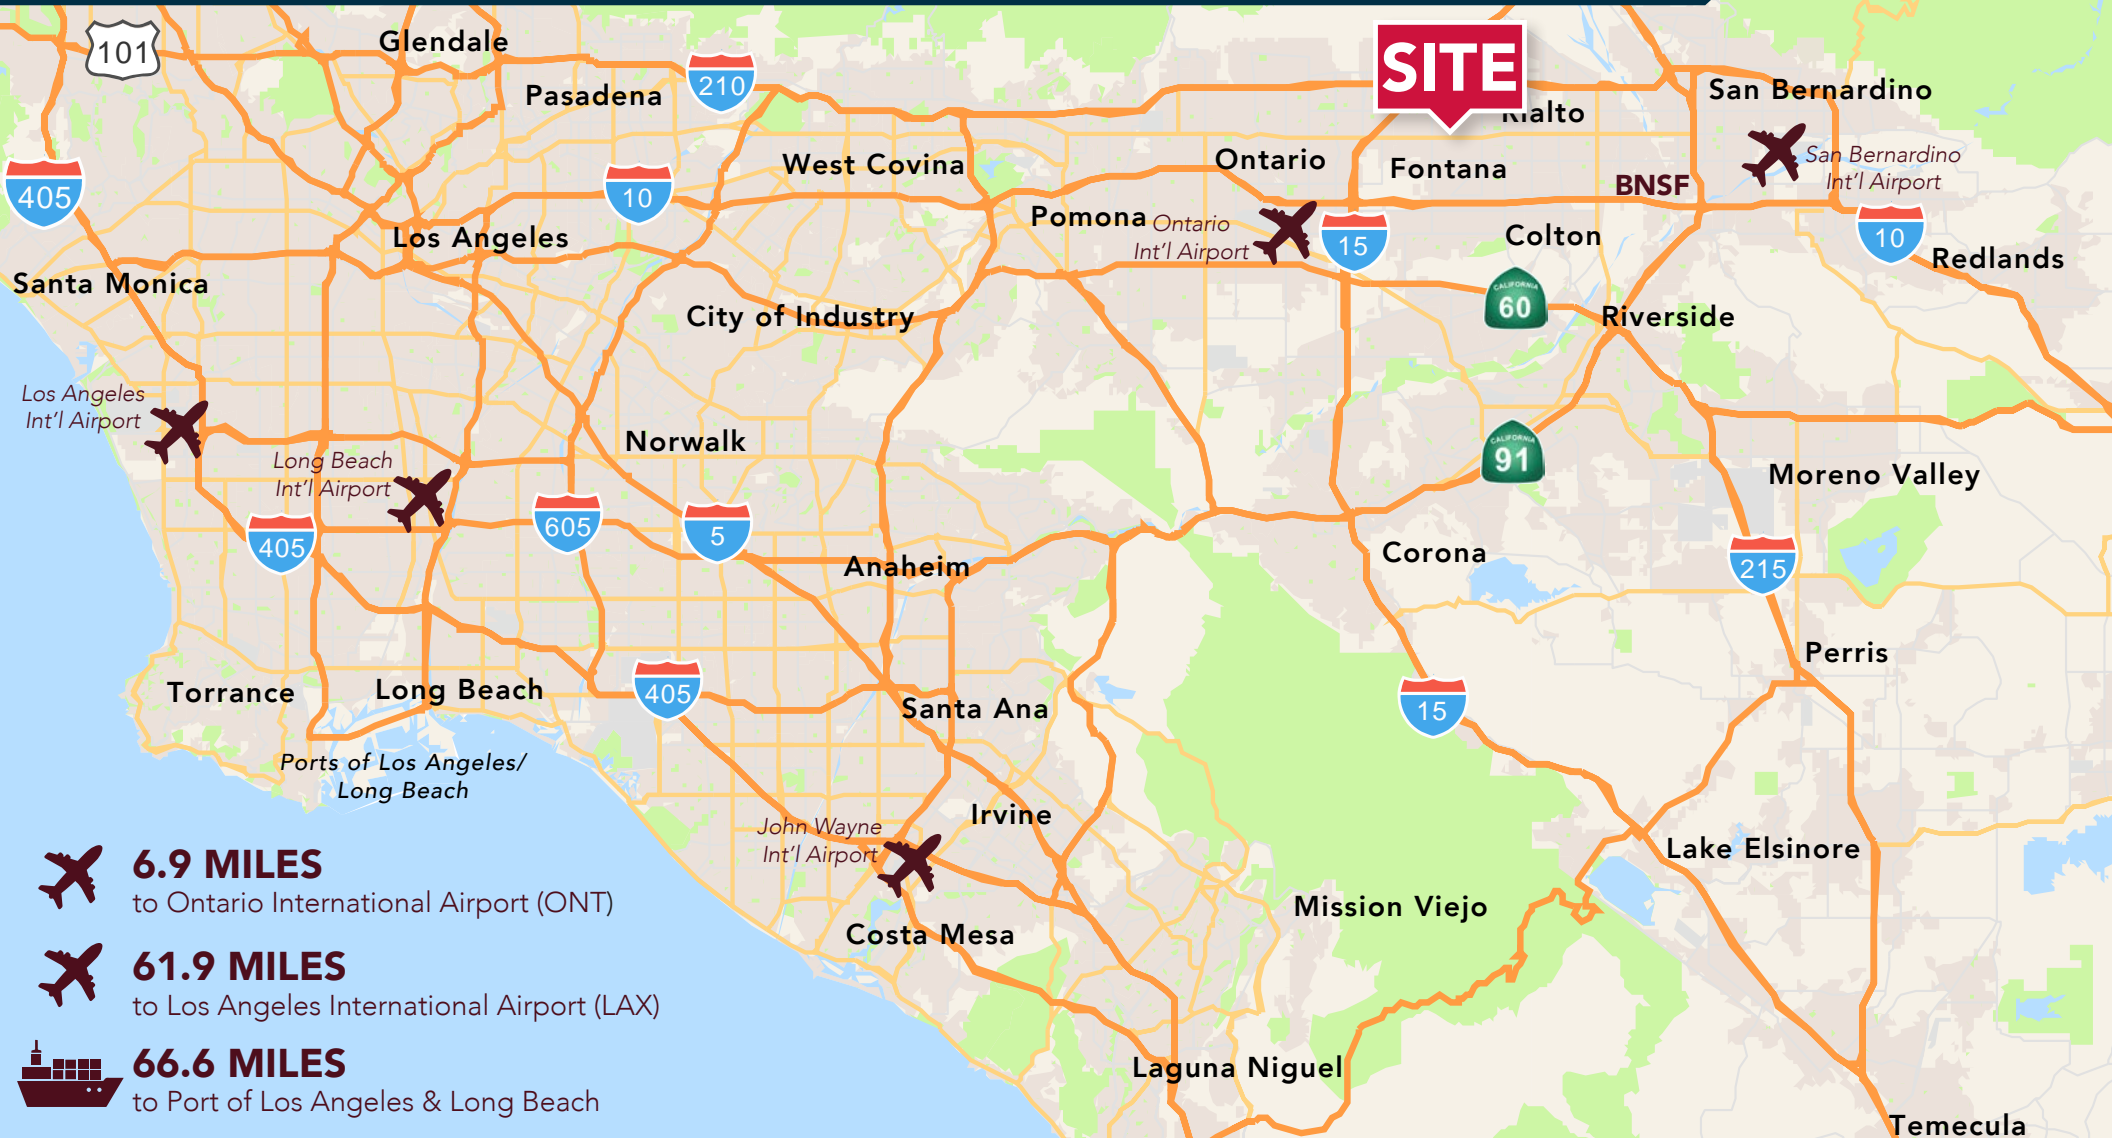 101
Glendale
SITE
210
Pasadena
San Bernardino
Rialto
West Covina
Ontario
Fontana
San Bernardino
Int'l Airport
BNSF
405
10
Pomona
Ontario
Int'l Airport
15
Colton
10
Los Angeles
Redlands
Santa Monica
CALIFORNIA
60
City of Industry
Riverside
Los Angeles
Int'l Airport
Norwalk
CALIFORNIA
91
Long Beach
Int'l Airport
Moreno Valley
405
605
5
Anaheim
Corona
215
Perris
Torrance
Long Beach
405
Santa Ana
15
Ports of Los Angeles/
Long Beach
John Wayne
Int'l Airport
Irvine
Lake Elsinore
6.9 MILES
to Ontario International Airport (ONT)
Mission Viejo
Costa Mesa
61.9 MILES
to Los Angeles International Airport (LAX)
66.6 MILES
to Port of Los Angeles & Long Beach
Laguna Niguel
Temecula